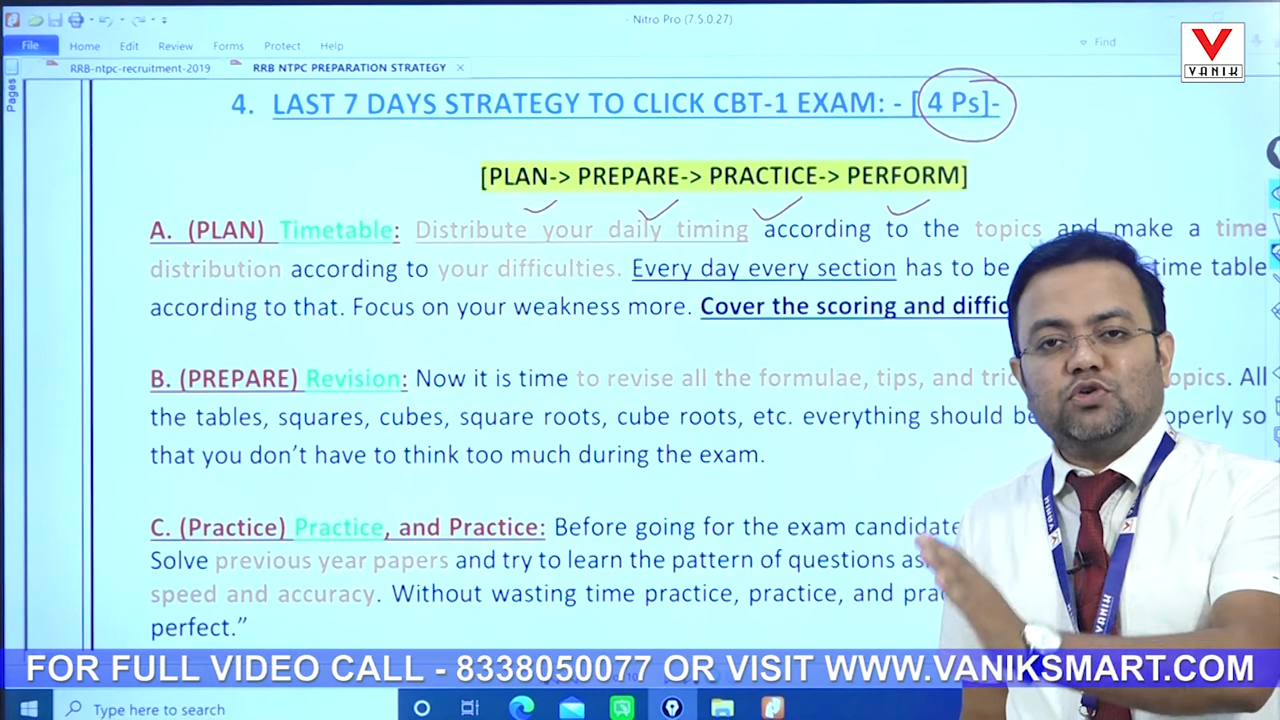 - Nitro Pro (7.5.0.27)
File Home Edit Review Forms Protect Help Find
RRB-ntpc-recruitment-2019 RRB NTPC PREPARATION STRATEGY ×
Pages
VANIK
4. LAST 7 DAYS STRATEGY TO CLICK CBT-1 EXAM: - [ 4 Ps]-
[PLAN-> PREPARE-> PRACTICE-> PERFORM]
A. (PLAN) Timetable: Distribute your daily timing according to the topics and make a time
distribution according to your difficulties. Every day every section has to be time table
according to that. Focus on your weakness more. Cover the scoring and
B. (PREPARE) Revision: Now it is time to revise all the formulae, tips, and All
the tables, squares, cubes, square roots, cube roots, etc. everything should so
that you don't have to think too much during the exam.
C. (Practice) Practice, and Practice: Before going for the exam
Solve previous year papers and try to learn the pattern of questions
speed and accuracy. Without wasting time practice, practice, and
perfect.”
VANIK
FOR FULL VIDEO CALL - 8338050077 OR VISIT WWW.VANIKSMART.COM
Type here to search